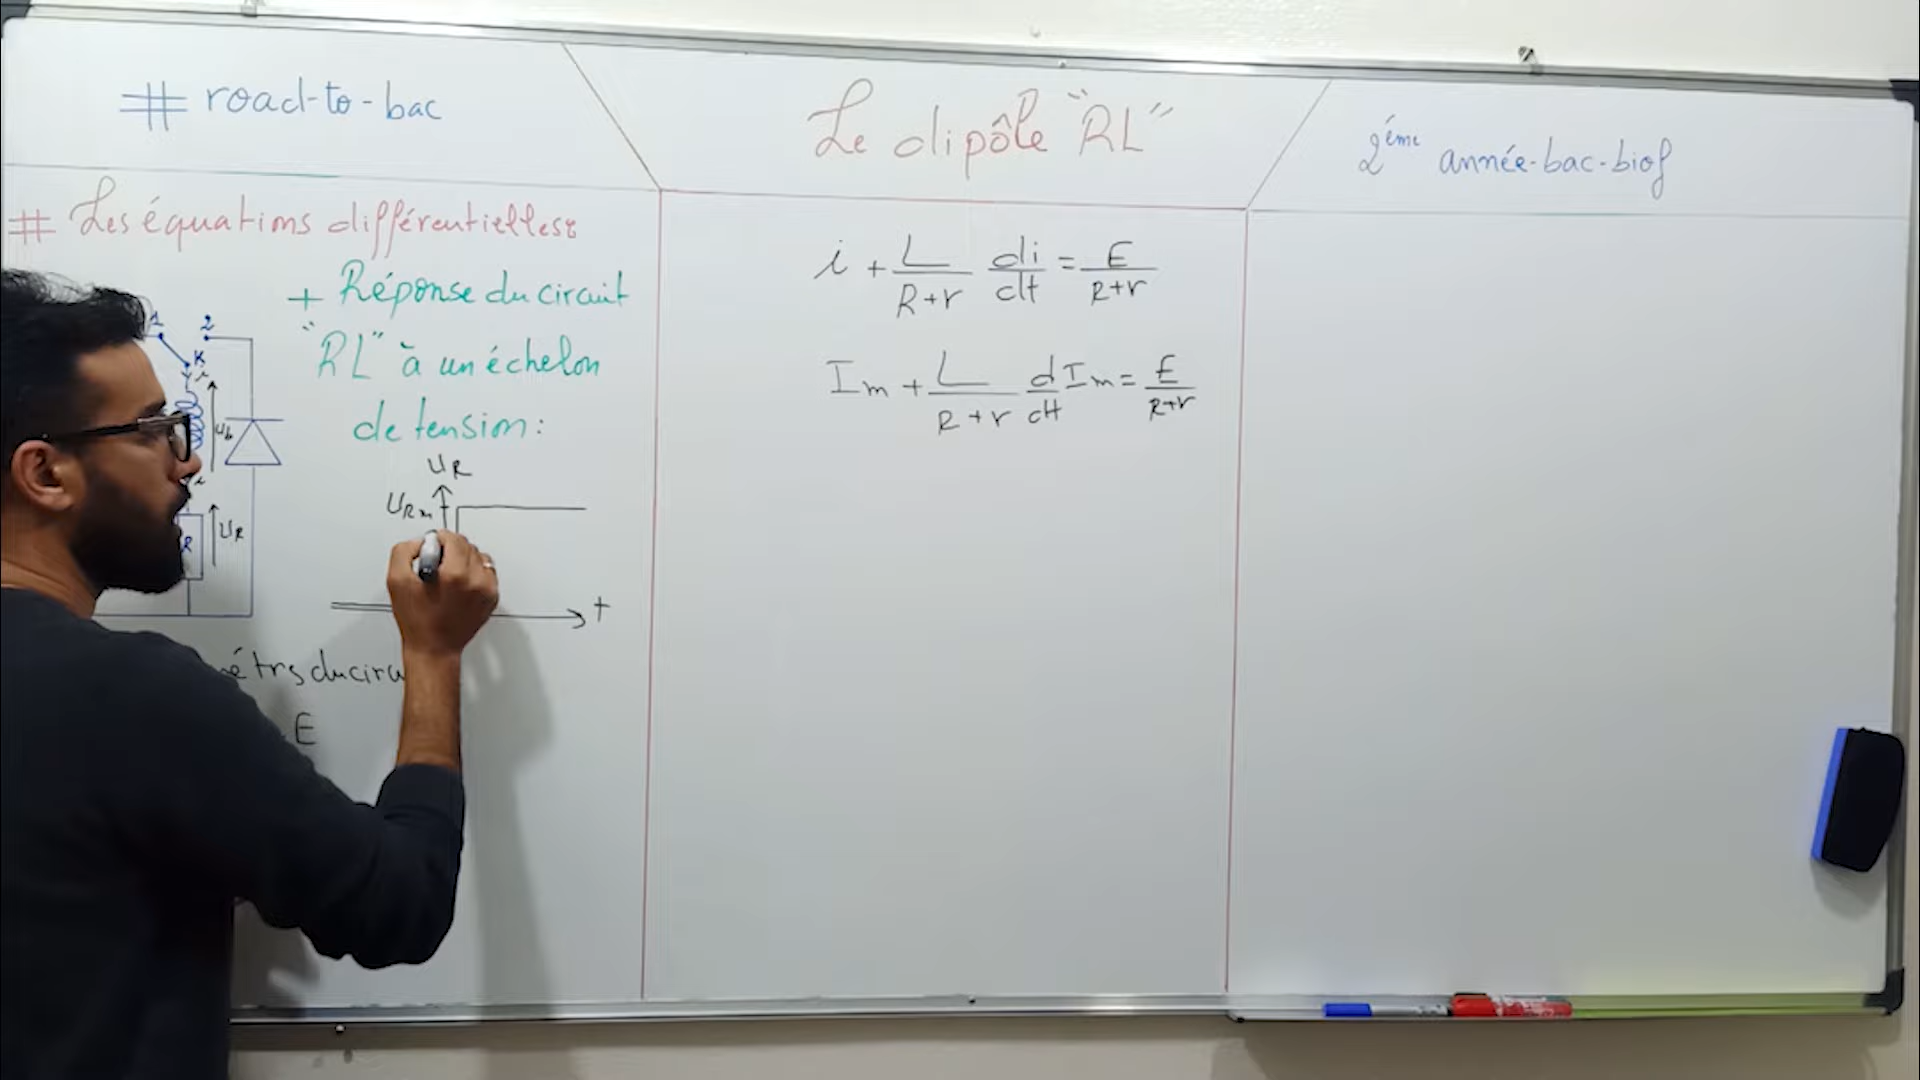 # road-to-bac
Le dipôle "RL"
2ème année-bac-biof
# Les équations différentielles:
+ Réponse du circuit
"RL" à un échelon
de tension:
1
2
K
i
ub
i
R
UR
UR
URm
t
E
i + L/(R+r) di/dt = E/(R+r)
Im + L/(R+r) d/dt Im = E/(R+r)